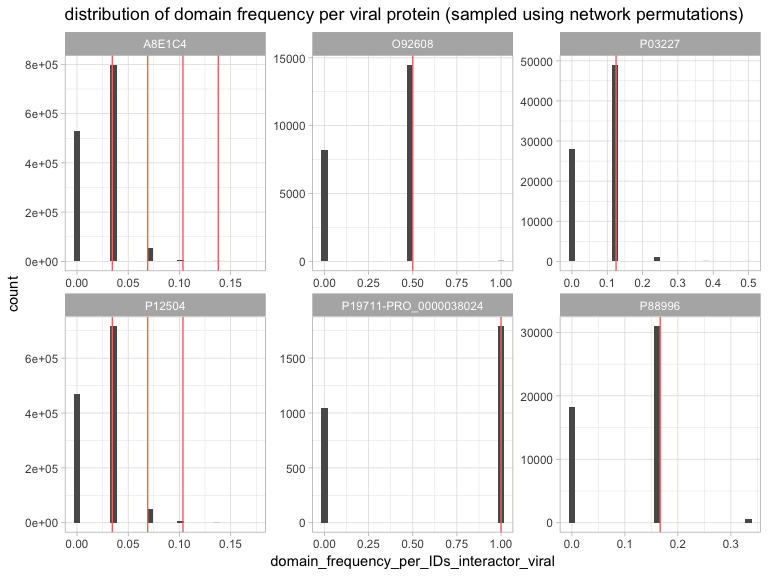 distribution of domain frequency per viral protein (sampled using network permutations)
A8E1C4
O92608
P03227
8e+05
6e+05
4e+05
2e+05
0e+00
0.00 0.05 0.10 0.15
15000
10000
5000
0
0.00 0.25 0.50 0.75 1.00
50000
40000
30000
20000
10000
0
0.0 0.1 0.2 0.3 0.4 0.5
count
P12504
P19711-PRO_0000038024
P88996
6e+05
4e+05
2e+05
0e+00
0.00 0.05 0.10 0.15
1500
1000
500
0
0.00 0.25 0.50 0.75 1.00
30000
20000
10000
0
0.0 0.1 0.2 0.3
domain_frequency_per_IDs_interactor_viral